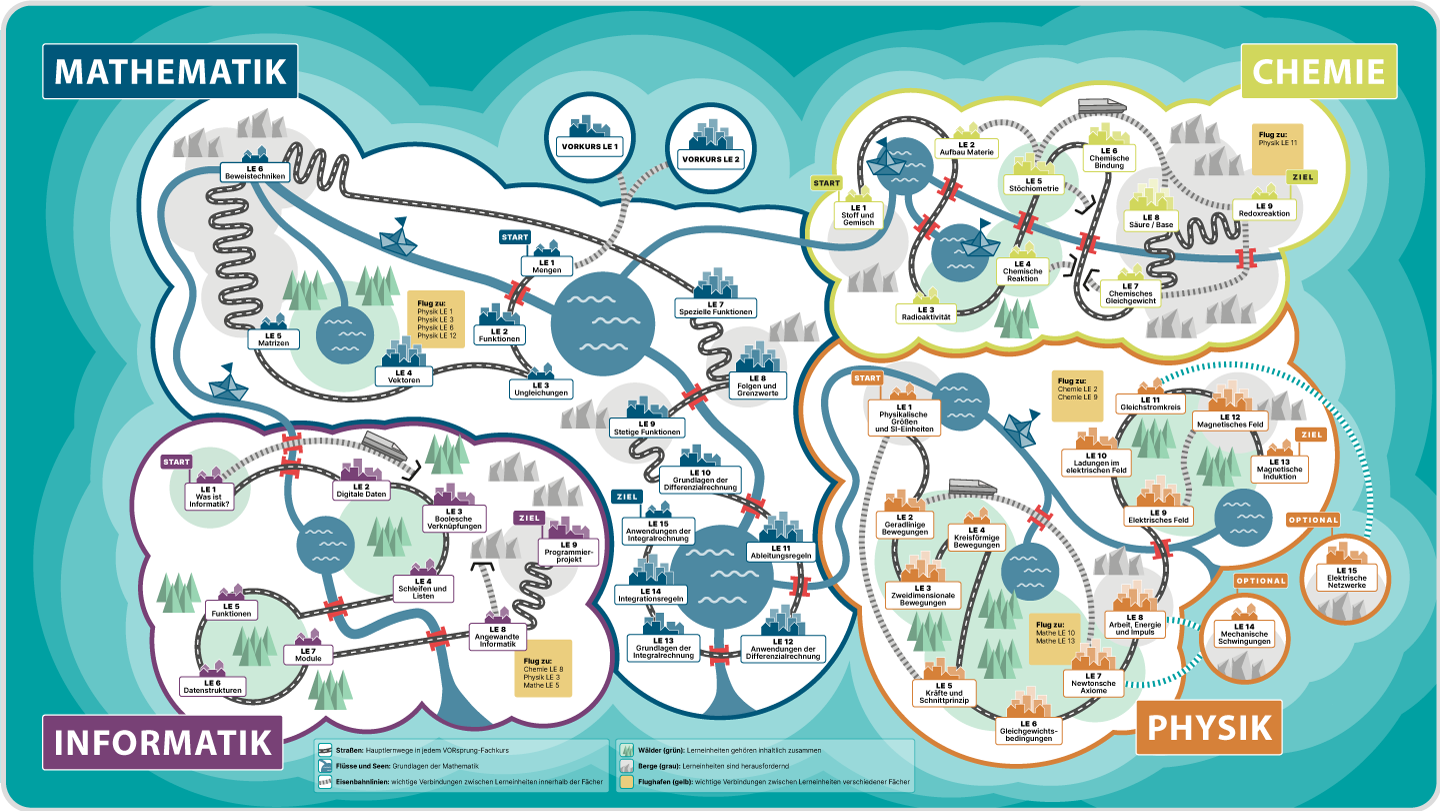 MATHEMATIK
CHEMIE
VORKURS LE 1
VORKURS LE 2
LE 6
Beweistechniken
START
LE 1
Mengen
LE 2
Funktionen
LE 3
Ungleichungen
LE 4
Vektoren
LE 5
Matrizen
Flug zu:
Physik LE 1
Physik LE 3
Physik LE 6
Physik LE 12
LE 7
Spezielle Funktionen
LE 8
Folgen und
Grenzwerte
LE 9
Stetige Funktionen
LE 10
Grundlagen der
Differenzialrechnung
LE 11
Ableitungsregeln
LE 12
Anwendungen der
Differenzialrechnung
LE 13
Grundlagen der
Integralrechnung
LE 14
Integrationsregeln
ZIEL
LE 15
Anwendungen der
Integralrechnung
START
LE 1
Stoff und
Gemisch
LE 2
Aufbau Materie
LE 3
Radioaktivität
LE 4
Chemische
Reaktion
LE 5
Stöchiometrie
LE 6
Chemische
Bindung
LE 7
Chemisches
Gleichgewicht
LE 8
Säure / Base
ZIEL
LE 9
Redoxreaktion
Flug zu:
Physik LE 11
START
LE 1
Was ist
Informatik?
LE 2
Digitale Daten
LE 3
Boolesche
Verknüpfungen
LE 4
Schleifen und
Listen
LE 5
Funktionen
LE 6
Datenstrukturen
LE 7
Module
LE 8
Angewandte
Informatik
ZIEL
LE 9
Programmier-
projekt
Flug zu:
Chemie LE 8
Physik LE 3
Mathe LE 5
START
LE 1
Physikalische
Größen
und SI-Einheiten
LE 2
Geradlinige
Bewegungen
LE 3
Zweidimensionale
Bewegungen
LE 4
Kreisförmige
Bewegungen
LE 5
Kräfte und
Schnittprinzip
LE 6
Gleichgewichts-
bedingungen
LE 7
Newtonsche
Axiome
LE 8
Arbeit, Energie
und Impuls
LE 9
Elektrisches Feld
LE 10
Ladungen im
elektrischen Feld
LE 11
Gleichstromkreis
LE 12
Magnetisches Feld
ZIEL
LE 13
Magnetische
Induktion
OPTIONAL
LE 14
Mechanische
Schwingungen
OPTIONAL
LE 15
Elektrische
Netzwerke
Flug zu:
Chemie LE 2
Chemie LE 9
Flug zu:
Mathe LE 10
Mathe LE 13
INFORMATIK
PHYSIK
Straßen: Hauptlernwege in jedem VORsprung-Fachkurs
Flüsse und Seen: Grundlagen der Mathematik
Eisenbahnlinien: wichtige Verbindungen zwischen Lerneinheiten innerhalb der Fächer
Wälder (grün): Lerneinheiten gehören inhaltlich zusammen
Berge (grau): Lerneinheiten sind herausfordernd
Flughafen (gelb): wichtige Verbindungen zwischen Lerneinheiten verschiedener Fächer